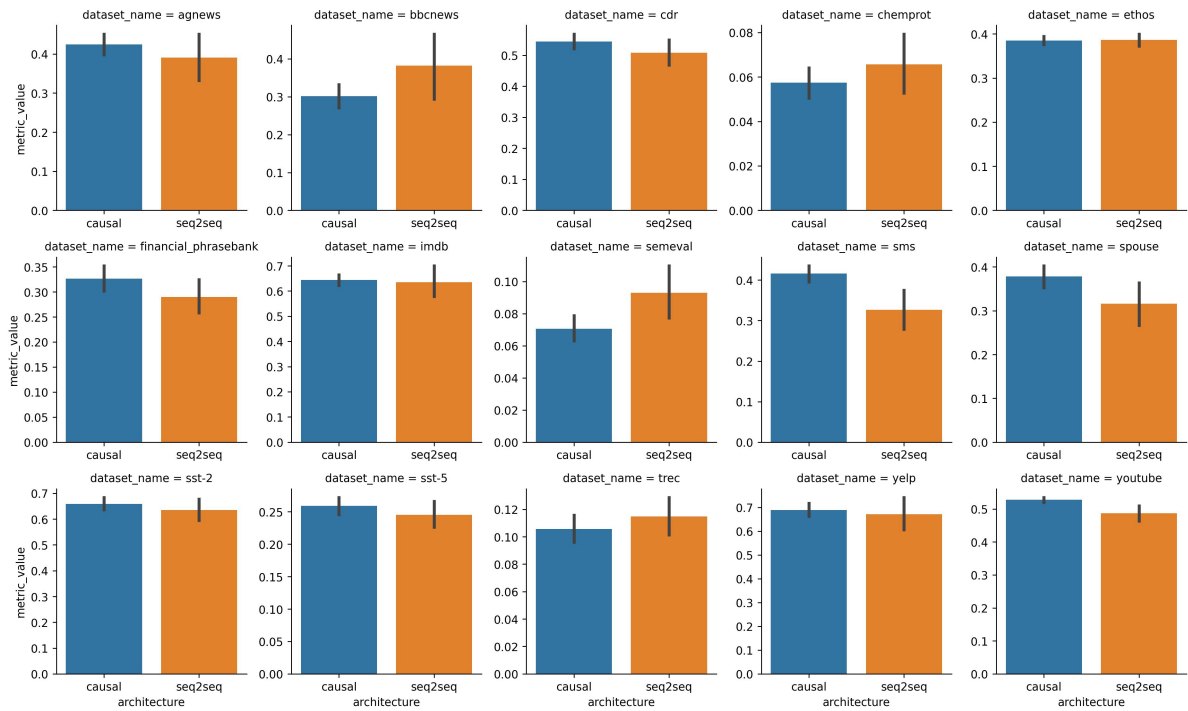 dataset_name = agnews
metric_value
0.4
0.3
0.2
0.1
0.0
causal seq2seq
dataset_name = bbcnews
0.4
0.3
0.2
0.1
0.0
causal seq2seq
dataset_name = cdr
0.5
0.4
0.3
0.2
0.1
0.0
causal seq2seq
dataset_name = chemprot
0.08
0.06
0.04
0.02
0.00
causal seq2seq
dataset_name = ethos
0.4
0.3
0.2
0.1
0.0
causal seq2seq
dataset_name = financial_phrasebank
metric_value
0.35
0.30
0.25
0.20
0.15
0.10
0.05
0.00
causal seq2seq
dataset_name = imdb
0.7
0.6
0.5
0.4
0.3
0.2
0.1
0.0
causal seq2seq
dataset_name = semeval
0.10
0.08
0.06
0.04
0.02
0.00
causal seq2seq
dataset_name = sms
0.4
0.3
0.2
0.1
0.0
causal seq2seq
dataset_name = spouse
0.4
0.3
0.2
0.1
0.0
causal seq2seq
dataset_name = sst-2
metric_value
0.7
0.6
0.5
0.4
0.3
0.2
0.1
0.0
causal seq2seq
architecture
dataset_name = sst-5
0.25
0.20
0.15
0.10
0.05
0.00
causal seq2seq
architecture
dataset_name = trec
0.12
0.10
0.08
0.06
0.04
0.02
0.00
causal seq2seq
architecture
dataset_name = yelp
0.7
0.6
0.5
0.4
0.3
0.2
0.1
0.0
causal seq2seq
architecture
dataset_name = youtube
0.5
0.4
0.3
0.2
0.1
0.0
causal seq2seq
architecture